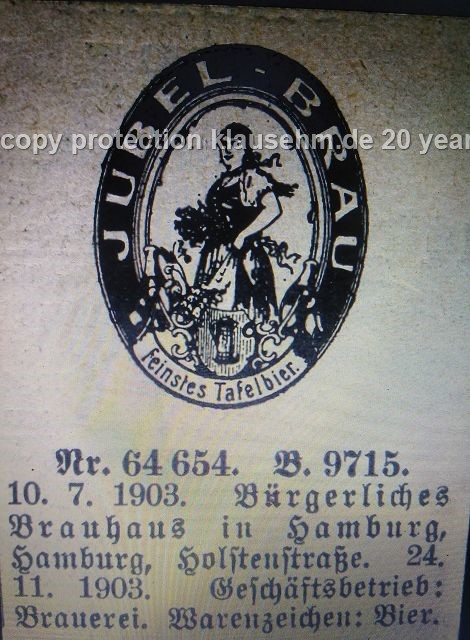 JUBEL-BRAU
copy protection klausehm.de 20 year
feinstes Tafelbier.
Nr. 64 654. B. 9715.
10. 7. 1903. Bürgerliches
Brauhaus in Hamburg,
Hamburg, Holstenstraße. 24.
11. 1903. Geschäftsbetrieb:
Brauerei. Warenzeichen: Bier.